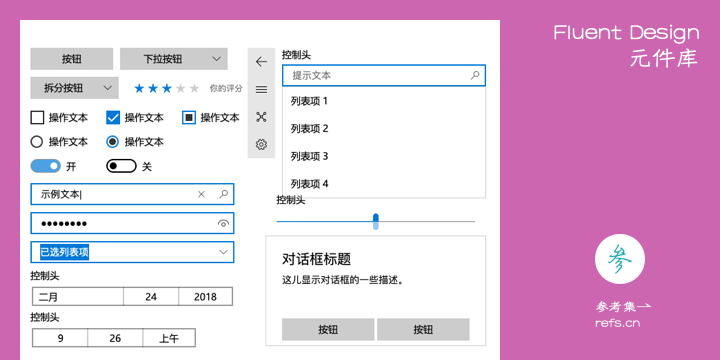 按钮
下拉按钮
拆分按钮
你的评分
操作文本
操作文本
操作文本
操作文本
操作文本
开
关
示例文本
已选列表项
控制头
二月
24
2018
控制头
9
26
上午
控制头
提示文本
列表项 1
列表项 2
列表项 3
列表项 4
控制头
对话框标题
这儿显示对话框的一些描述。
按钮
按钮
Fluent Design
元件库
参
参考集
refs.cn